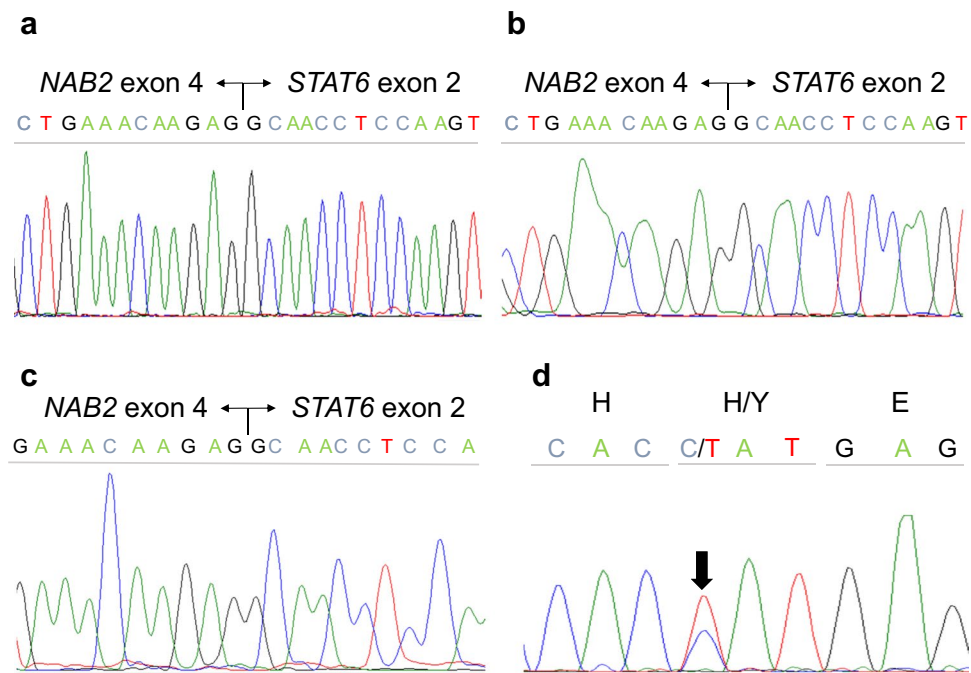 a
NAB2 exon 4 STAT6 exon 2
C T G A A A C A A G A G G C A A C C T C C A A G T
b
NAB2 exon 4 STAT6 exon 2
C T G A A A C A A G A G G C A A C C T C C A A G T
c
NAB2 exon 4 STAT6 exon 2
G A A A C A A G A G G C A A C C T C C A
d
H H/Y E
C A C C/T A T G A G